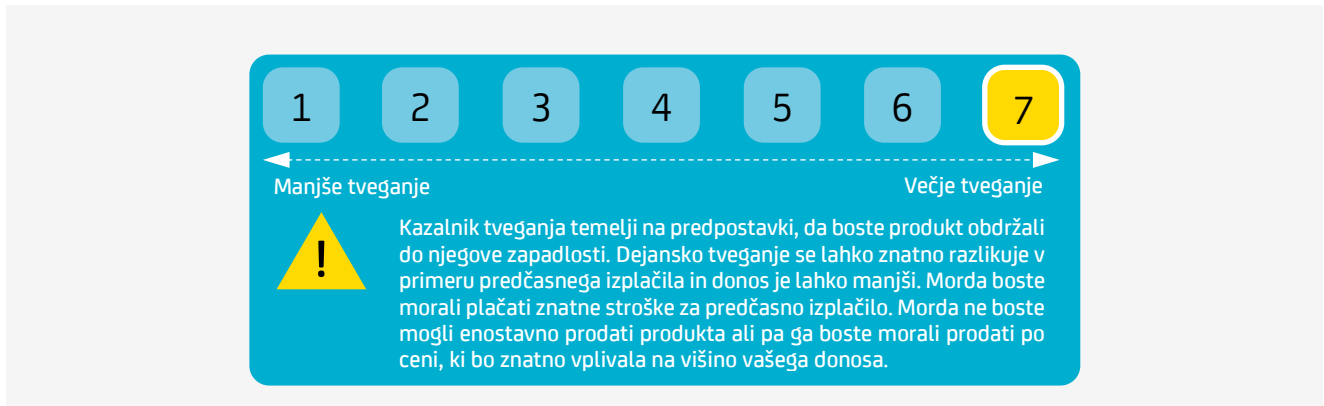 1 2 3 4 5 6 7
Manjše tveganje Večje tveganje
!
Kazalnik tveganja temelji na predpostavki, da boste produkt obdržali
do njegove zapadlosti. Dejansko tveganje se lahko znatno razlikuje v
primeru predčasnega izplačila in donos je lahko manjši. Morda boste
morali plačati znatne stroške za predčasno izplačilo. Morda ne boste
mogli enostavno prodati produkta ali pa ga boste morali prodati po
ceni, ki bo znatno vplivala na višino vašega donosa.